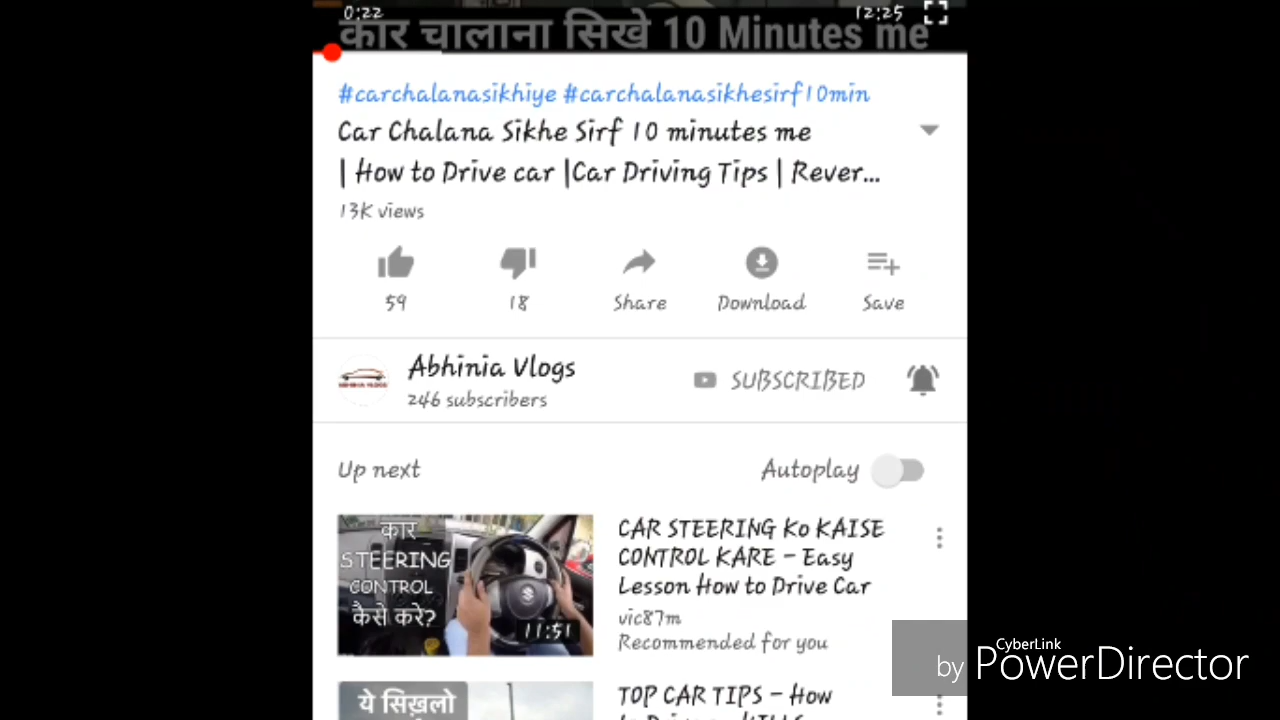 0:22
12:25
कार चालाना सिखे 10 Minutes me
#carchalanasikhiye #carchalanasikhesirf10min
Car Chalana Sikhe Sirf 10 minutes me
| How to Drive car |Car Driving Tips | Rever...
13K views
59
18
Share
Download
Save
Abhinia Vlogs
246 subscribers
SUBSCRIBED
ABHINIA VLOGS
Up next
Autoplay
कार
STEERING
CONTROL
कैसे करे?
11:51
CAR STEERING Ko KAISE
CONTROL KARE - Easy
Lesson How to Drive Car
vic87m
Recommended for you
ये सिखलो
TOP CAR TIPS - How
by CyberLink
PowerDirector